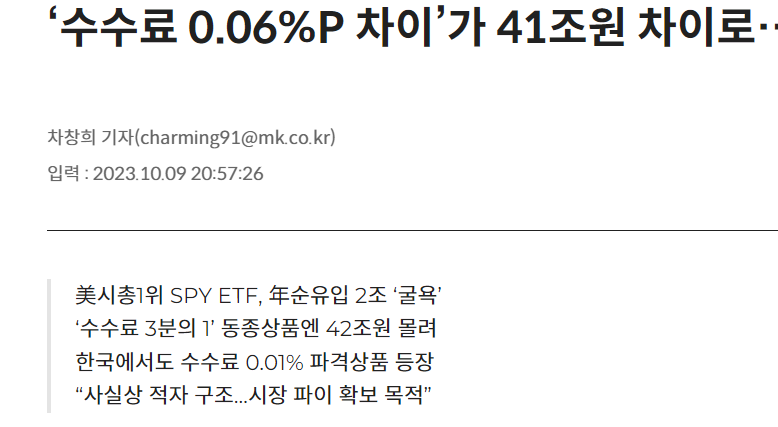 ‘수수료 0.06%P 차이’가 41조원 차이로…
차창희 기자(charming91@mk.co.kr)
입력 : 2023.10.09 20:57:26
美시총1위 SPY ETF, 年순유입 2조 ‘굴욕’
‘수수료 3분의 1’ 동종상품엔 42조원 몰려
한국에서도 수수료 0.01% 파격상품 등장
“사실상 적자 구조…시장 파이 확보 목적”